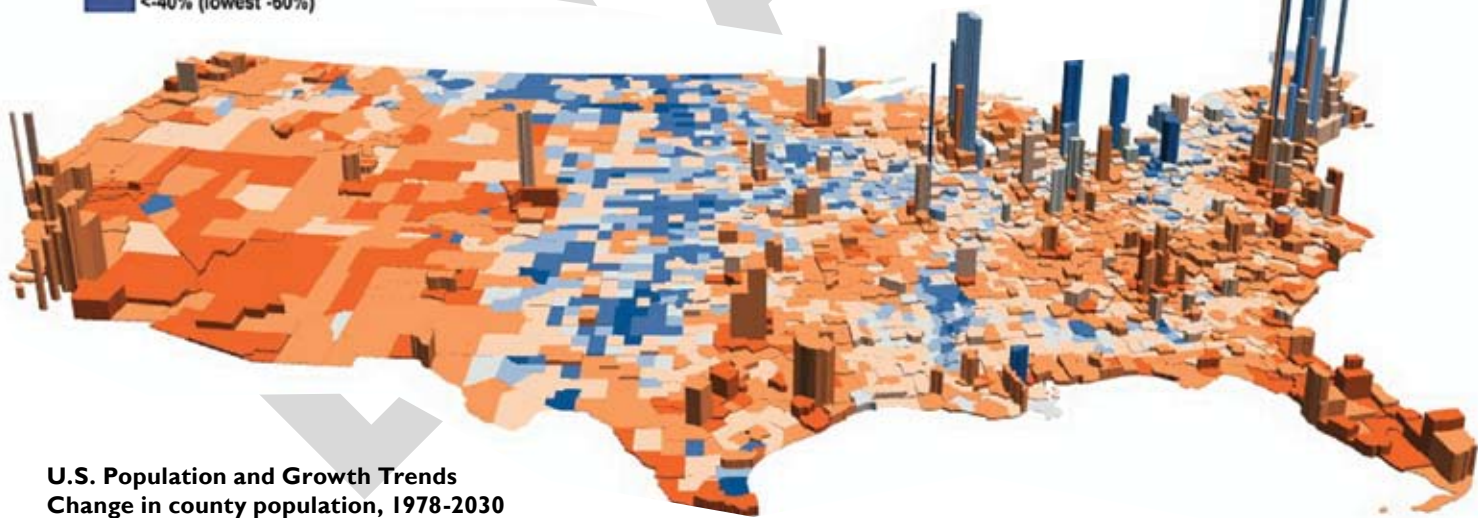 <-40% (lowest -60%)
U.S. Population and Growth Trends
Change in county population, 1978-2030